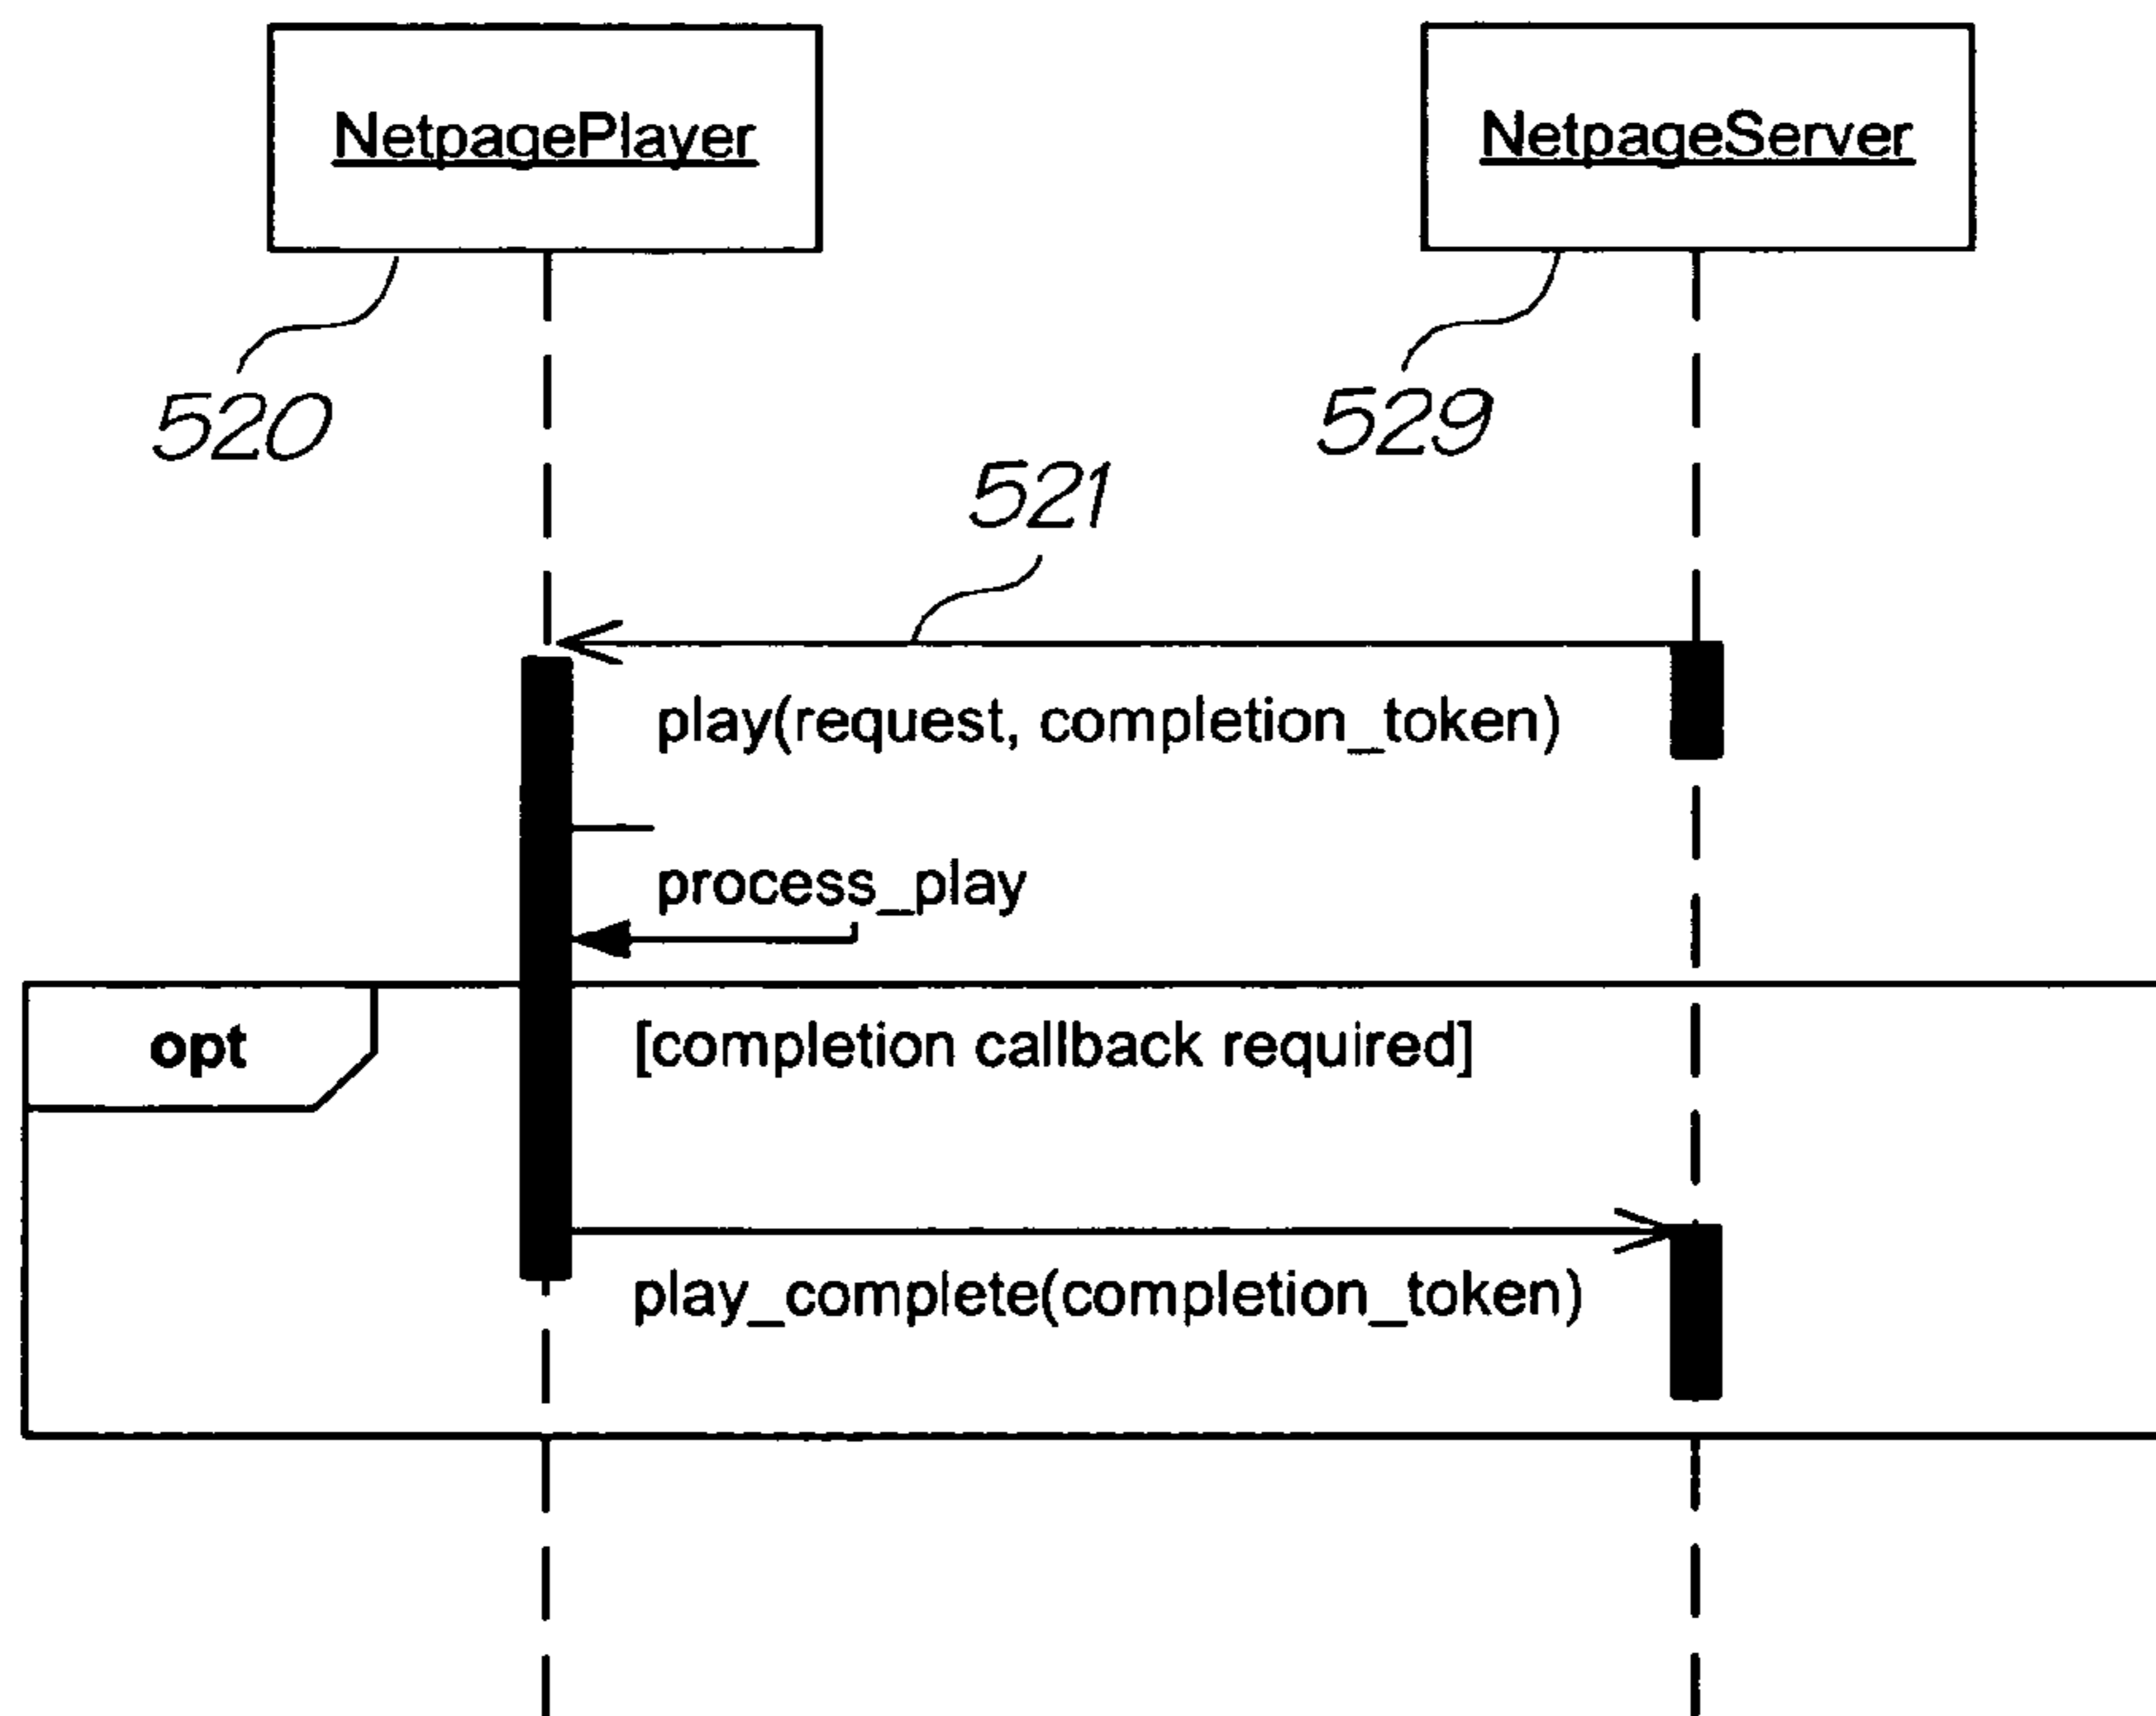 NetpagePlayer
NetpageServer
520
529
521
play(request, completion_token)
process_play
opt
[completion callback required]
play_complete(completion_token)